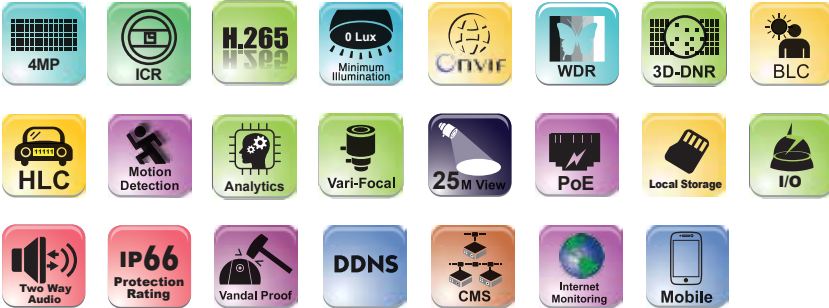 4MP
ICR
H.265
0 Lux
Minimum
Illumination
ONVIF
WDR
3D-DNR
BLC
11111
HLC
Motion
Detection
Analytics
Vari-Focal
25M View
PoE
Local Storage
I/O
Two Way
Audio
IP66
Protection
Rating
Vandal Proof
DDNS
CMS
Internet
Monitoring
Mobile